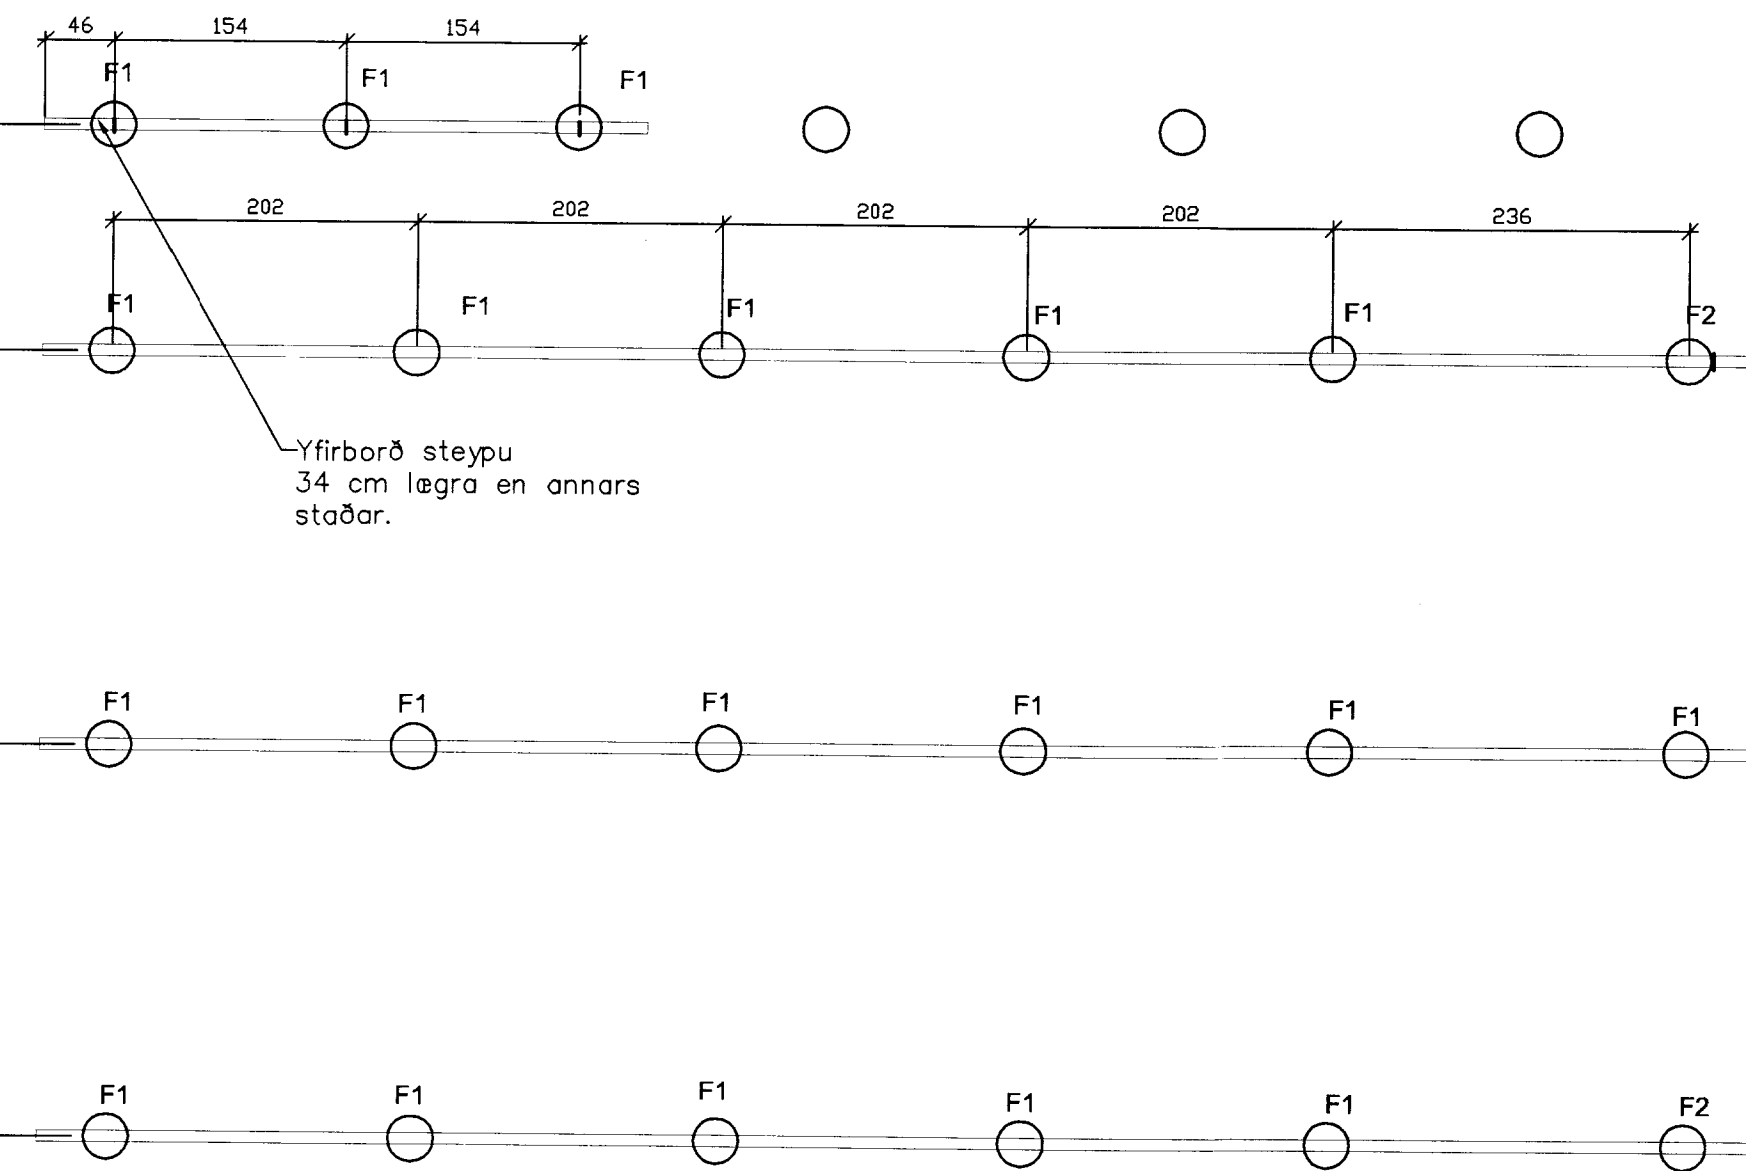 46 154 154
F1 F1 F1
202 202 202 202 236
F1 F1 F1 F1 F1 F2
Yfirborð steypu
34 cm lægra en annars
staðar.
F1 F1 F1 F1 F1 F1
F1 F1 F1 F1 F1 F2